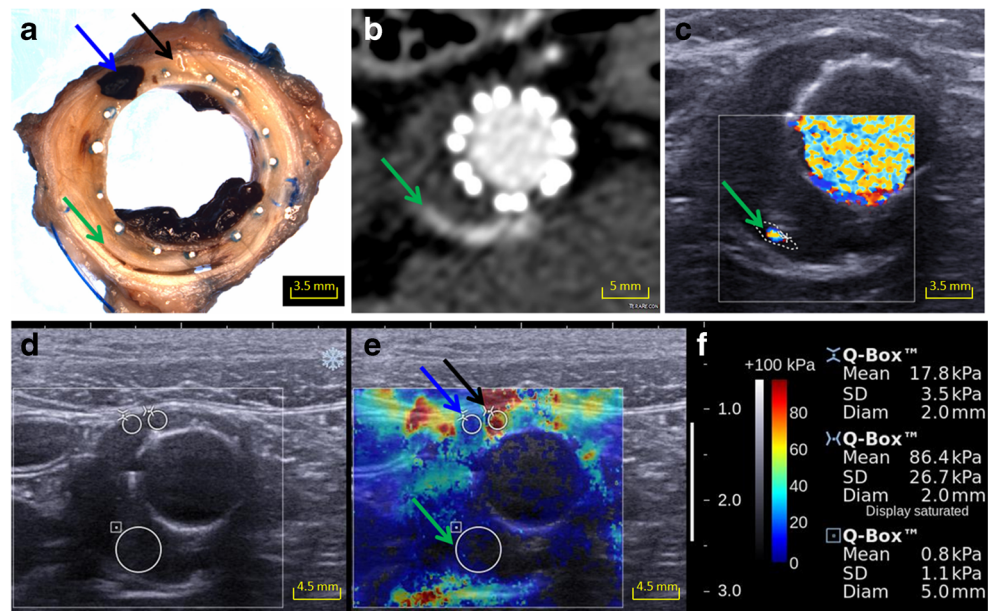 a
b
c
3.5 mm
5 mm
TERARECON
3.5 mm
d
e
f
+100 kPa
80
60
40
20
0
1.0
2.0
3.0
Q-Box™
Mean 17.8 kPa
SD 3.5 kPa
Diam 2.0 mm
Q-Box™
Mean 86.4 kPa
SD 26.7 kPa
Diam 2.0 mm
Display saturated
Q-Box™
Mean 0.8 kPa
SD 1.1 kPa
Diam 5.0 mm
4.5 mm
4.5 mm